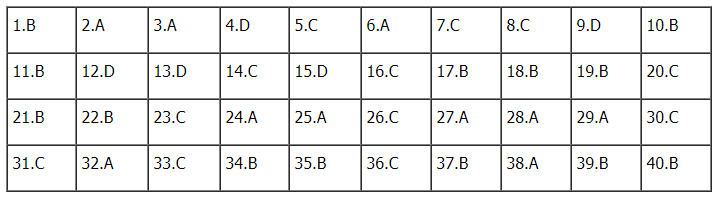 1.B 2.A 3.A 4.D 5.C 6.A 7.C 8.C 9.D 10.B
11.B 12.D 13.D 14.C 15.D 16.C 17.B 18.B 19.B 20.C
21.B 22.B 23.C 24.A 25.A 26.C 27.A 28.A 29.A 30.C
31.C 32.A 33.C 34.B 35.B 36.C 37.B 38.A 39.B 40.B